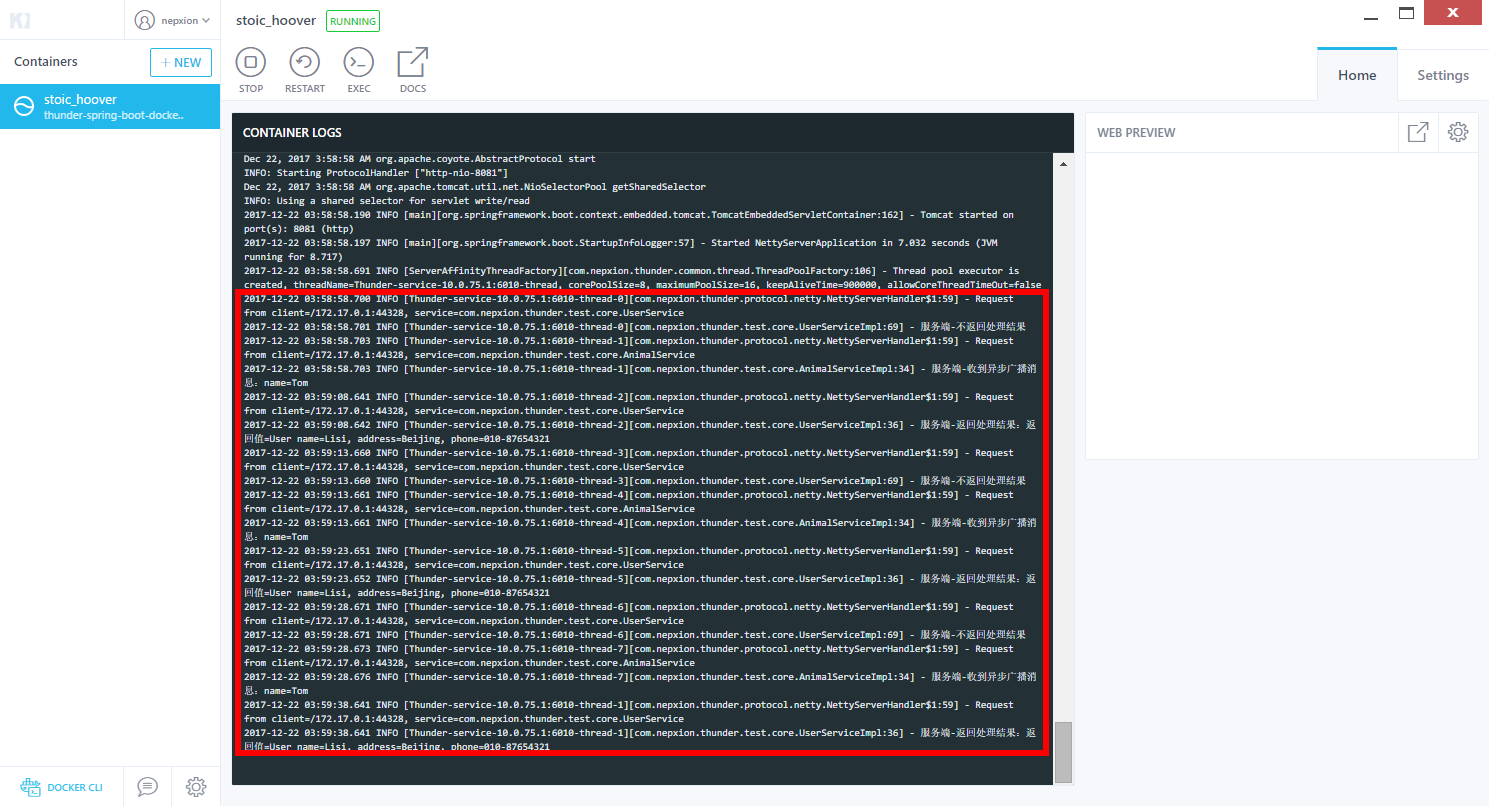 nepxion
stoic_hoover
RUNNING
Containers
+ NEW
STOP
RESTART
EXEC
DOCS
Home
Settings
stoic_hoover
thunder-spring-boot-docke..
CONTAINER LOGS
WEB PREVIEW
Dec 22, 2017 3:58:58 AM org.apache.coyote.AbstractProtocol start
INFO: Starting ProtocolHandler ["http-nio-8081"]
Dec 22, 2017 3:58:58 AM org.apache.tomcat.util.net.NioSelectorPool getSharedSelector
INFO: Using a shared selector for servlet write/read
2017-12-22 03:58:58.190 INFO [main][org.springframework.boot.context.embedded.tomcat.TomcatEmbeddedServletContainer:162] - Tomcat started on
port(s): 8081 (http)
2017-12-22 03:58:58.197 INFO [main][org.springframework.boot.StartupInfoLogger:57] - Started NettyServerApplication in 7.032 seconds (JVM
running for 8.717)
2017-12-22 03:58:58.691 INFO [ServerAffinityThreadFactory][com.nepxion.thunder.common.thread.ThreadPoolFactory:106] - Thread pool executor is
created, threadName=Thunder-service-10.0.75.1:6010-thread, corePoolSize=8, maximumPoolSize=16, keepAliveTime=900000, allowCoreThreadTimeOut=false
2017-12-22 03:58:58.700 INFO [Thunder-service-10.0.75.1:6010-thread-0][com.nepxion.thunder.protocol.netty.NettyServerHandler$1:59] - Request
from client=/172.17.0.1:44328, service=com.nepxion.thunder.test.core.UserService
2017-12-22 03:58:58.701 INFO [Thunder-service-10.0.75.1:6010-thread-0][com.nepxion.thunder.test.core.UserServiceImpl:69] - 服务端-不返回处理结果
2017-12-22 03:58:58.703 INFO [Thunder-service-10.0.75.1:6010-thread-1][com.nepxion.thunder.protocol.netty.NettyServerHandler$1:59] - Request
from client=/172.17.0.1:44328, service=com.nepxion.thunder.test.core.AnimalService
2017-12-22 03:58:58.703 INFO [Thunder-service-10.0.75.1:6010-thread-1][com.nepxion.thunder.test.core.AnimalServiceImpl:34] - 服务端-收到异步广播消
息：name=Tom
2017-12-22 03:59:08.641 INFO [Thunder-service-10.0.75.1:6010-thread-2][com.nepxion.thunder.protocol.netty.NettyServerHandler$1:59] - Request
from client=/172.17.0.1:44328, service=com.nepxion.thunder.test.core.UserService
2017-12-22 03:59:08.642 INFO [Thunder-service-10.0.75.1:6010-thread-2][com.nepxion.thunder.test.core.UserServiceImpl:36] - 服务端-返回处理结果：返
回值=User name=Lisi, address=Beijing, phone=010-87654321
2017-12-22 03:59:13.660 INFO [Thunder-service-10.0.75.1:6010-thread-3][com.nepxion.thunder.protocol.netty.NettyServerHandler$1:59] - Request
from client=/172.17.0.1:44328, service=com.nepxion.thunder.test.core.UserService
2017-12-22 03:59:13.660 INFO [Thunder-service-10.0.75.1:6010-thread-3][com.nepxion.thunder.test.core.UserServiceImpl:69] - 服务端-不返回处理结果
2017-12-22 03:59:13.661 INFO [Thunder-service-10.0.75.1:6010-thread-4][com.nepxion.thunder.protocol.netty.NettyServerHandler$1:59] - Request
from client=/172.17.0.1:44328, service=com.nepxion.thunder.test.core.AnimalService
2017-12-22 03:59:13.661 INFO [Thunder-service-10.0.75.1:6010-thread-4][com.nepxion.thunder.test.core.AnimalServiceImpl:34] - 服务端-收到异步广播消
息：name=Tom
2017-12-22 03:59:23.651 INFO [Thunder-service-10.0.75.1:6010-thread-5][com.nepxion.thunder.protocol.netty.NettyServerHandler$1:59] - Request
from client=/172.17.0.1:44328, service=com.nepxion.thunder.test.core.UserService
2017-12-22 03:59:23.652 INFO [Thunder-service-10.0.75.1:6010-thread-5][com.nepxion.thunder.test.core.UserServiceImpl:36] - 服务端-返回处理结果：返
回值=User name=Lisi, address=Beijing, phone=010-87654321
2017-12-22 03:59:28.671 INFO [Thunder-service-10.0.75.1:6010-thread-6][com.nepxion.thunder.protocol.netty.NettyServerHandler$1:59] - Request
from client=/172.17.0.1:44328, service=com.nepxion.thunder.test.core.UserService
2017-12-22 03:59:28.671 INFO [Thunder-service-10.0.75.1:6010-thread-6][com.nepxion.thunder.test.core.UserServiceImpl:69] - 服务端-不返回处理结果
2017-12-22 03:59:28.673 INFO [Thunder-service-10.0.75.1:6010-thread-7][com.nepxion.thunder.protocol.netty.NettyServerHandler$1:59] - Request
from client=/172.17.0.1:44328, service=com.nepxion.thunder.test.core.AnimalService
2017-12-22 03:59:28.676 INFO [Thunder-service-10.0.75.1:6010-thread-7][com.nepxion.thunder.test.core.AnimalServiceImpl:34] - 服务端-收到异步广播消
息：name=Tom
2017-12-22 03:59:38.641 INFO [Thunder-service-10.0.75.1:6010-thread-1][com.nepxion.thunder.protocol.netty.NettyServerHandler$1:59] - Request
from client=/172.17.0.1:44328, service=com.nepxion.thunder.test.core.UserService
2017-12-22 03:59:38.641 INFO [Thunder-service-10.0.75.1:6010-thread-1][com.nepxion.thunder.test.core.UserServiceImpl:36] - 服务端-返回处理结果：返
回值=User name=Lisi, address=Beijing, phone=010-87654321
DOCKER CLI